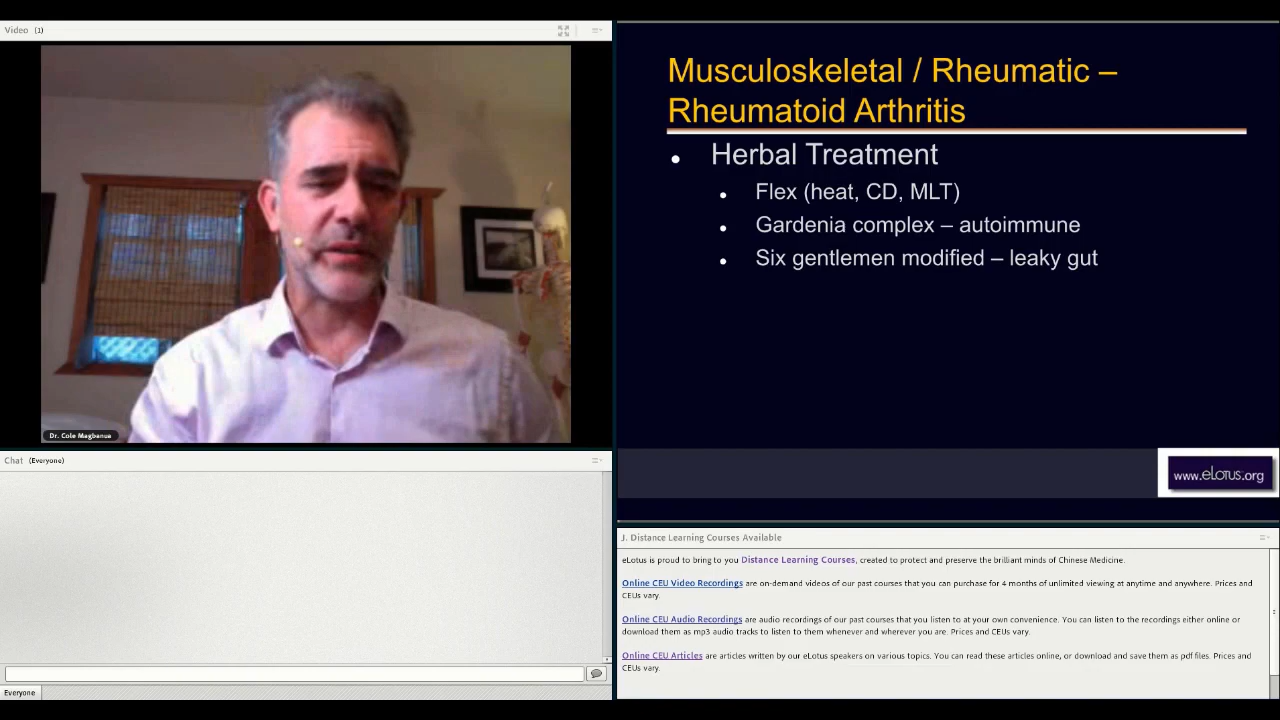 Video (1)
Dr. Cole Magbanua
Chat (Everyone)
Everyone
Musculoskeletal / Rheumatic –
Rheumatoid Arthritis
• Herbal Treatment
• Flex (heat, CD, MLT)
• Gardenia complex – autoimmune
• Six gentlemen modified – leaky gut
www.eLotus.org
J. Distance Learning Courses Available
eLotus is proud to bring to you Distance Learning Courses, created to protect and preserve the brilliant minds of Chinese Medicine.
Online CEU Video Recordings are on-demand videos of our past courses that you can purchase for 4 months of unlimited viewing at anytime and anywhere. Prices and
CEUs vary.
Online CEU Audio Recordings are audio recordings of our past courses that you listen to at your own convenience. You can listen to the recordings either online or
download them as mp3 audio tracks to listen to them whenever and wherever you are. Prices and CEUs vary.
Online CEU Articles are articles written by our eLotus speakers on various topics. You can read these articles online, or download and save them as pdf files. Prices and
CEUs vary.